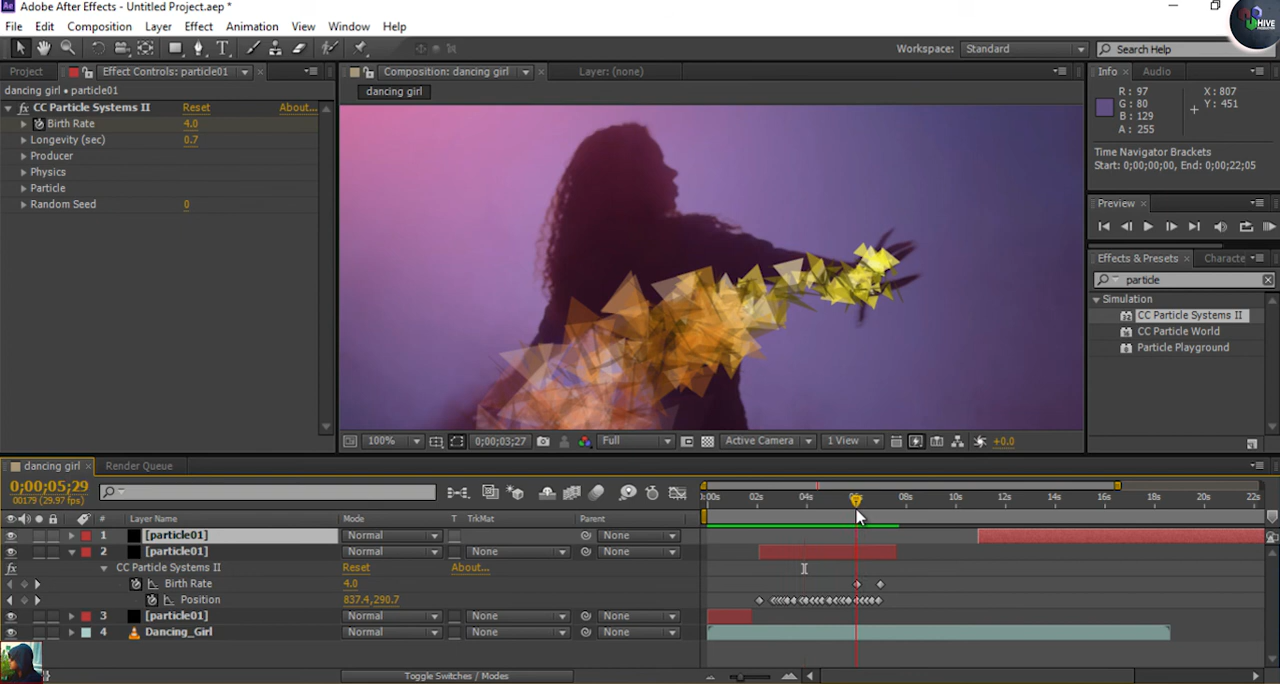 Adobe After Effects - Untitled Project.aep *
File Edit Composition Layer Effect Animation View Window Help
Workspace: Standard Search Help
Project Effect Controls: particle01 Composition: dancing girl Layer: (none) Info Audio
dancing girl • particle01
dancing girl
CC Particle Systems II Reset About...
Birth Rate 4.0
Longevity (sec) 0.7
Producer
Physics
Particle
Random Seed 0
R: 97
G: 80
B: 129
A: 255
X: 807
Y: 451
Time Navigator Brackets
Start: 0;00;00;00, End: 0;00;22;05
Preview
Effects & Presets Characte
particle
Simulation
CC Particle Systems II
CC Particle World
Particle Playground
100% 0;00;03;27 Full Active Camera 1 View +0.0
dancing girl Render Queue
0;00;05;29
00179 (29.97 fps)
02s 04s 08s 10s 12s 14s 16s 18s 20s 22s
# Layer Name Mode T TrkMat Parent
1 [particle01] Normal None
2 [particle01] Normal None None
CC Particle Systems II Reset About...
Birth Rate 4.0
Position 837.4,290.7
3 [particle01] Normal None None
4 Dancing_Girl Normal None None
Toggle Switches / Modes